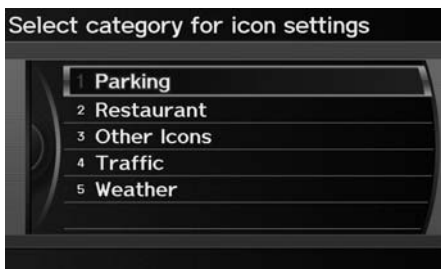 Select category for icon settings
1 Parking
2 Restaurant
3 Other Icons
4 Traffic
5 Weather